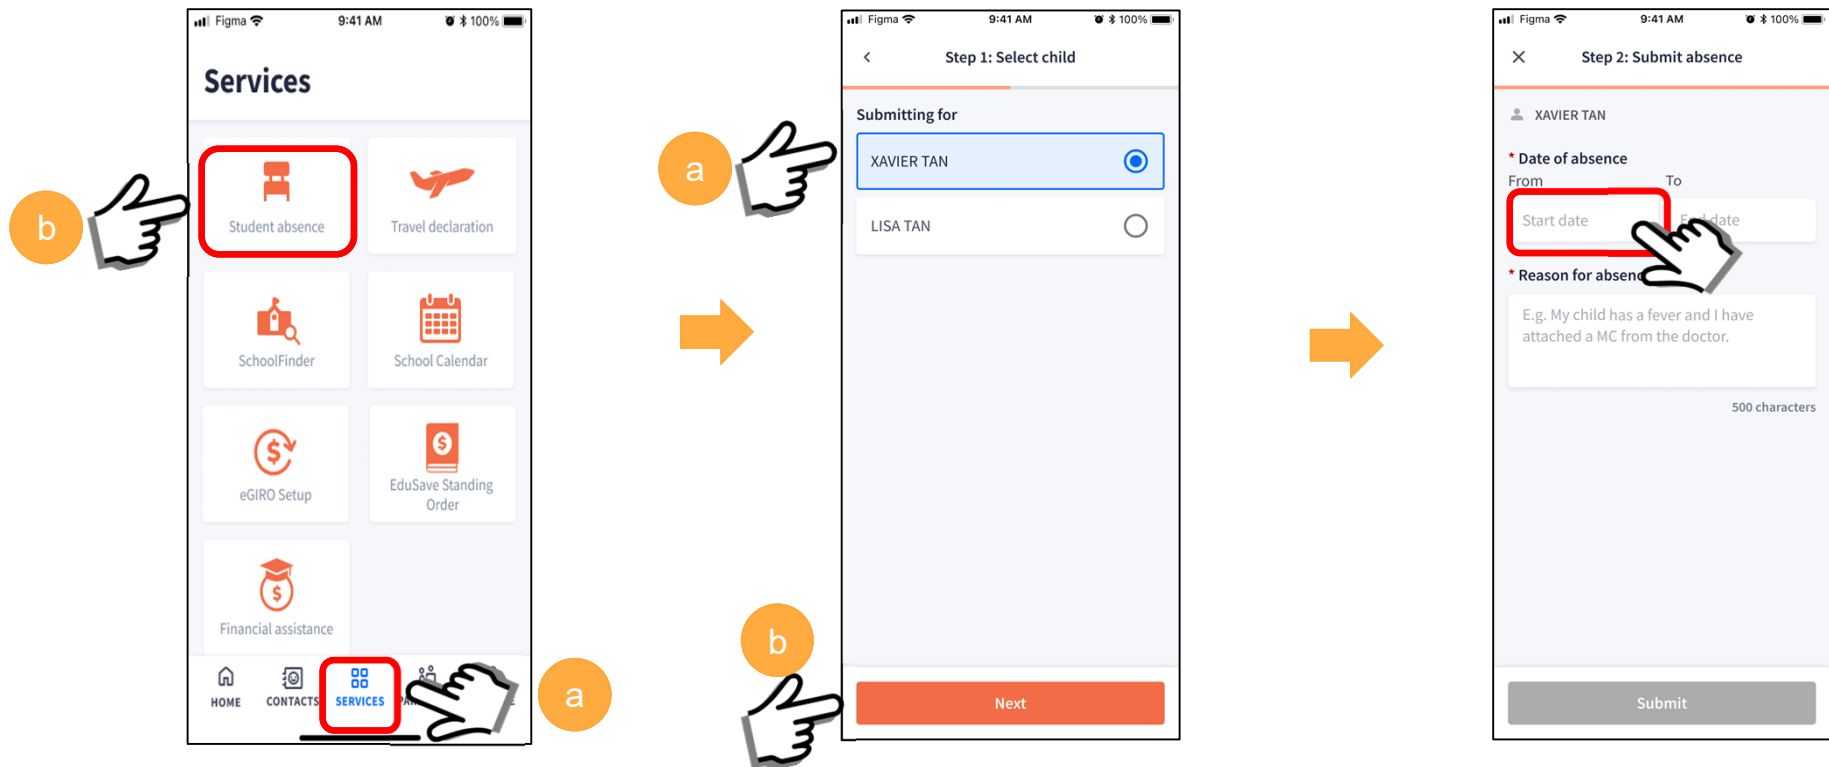 Figma
9:41 AM
100%
Services
Student absence
Travel declaration
SchoolFinder
School Calendar
eGIRO Setup
EduSave Standing
Order
Financial assistance
HOME
CONTACTS
SERVICES
b
a
Figma
9:41 AM
100%
Step 1: Select child
Submitting for
XAVIER TAN
LISA TAN
Next
a
b
Figma
9:41 AM
100%
Step 2: Submit absence
XAVIER TAN
* Date of absence
From
To
Start date
End date
* Reason for absence
E.g. My child has a fever and I have
attached a MC from the doctor.
500 characters
Submit